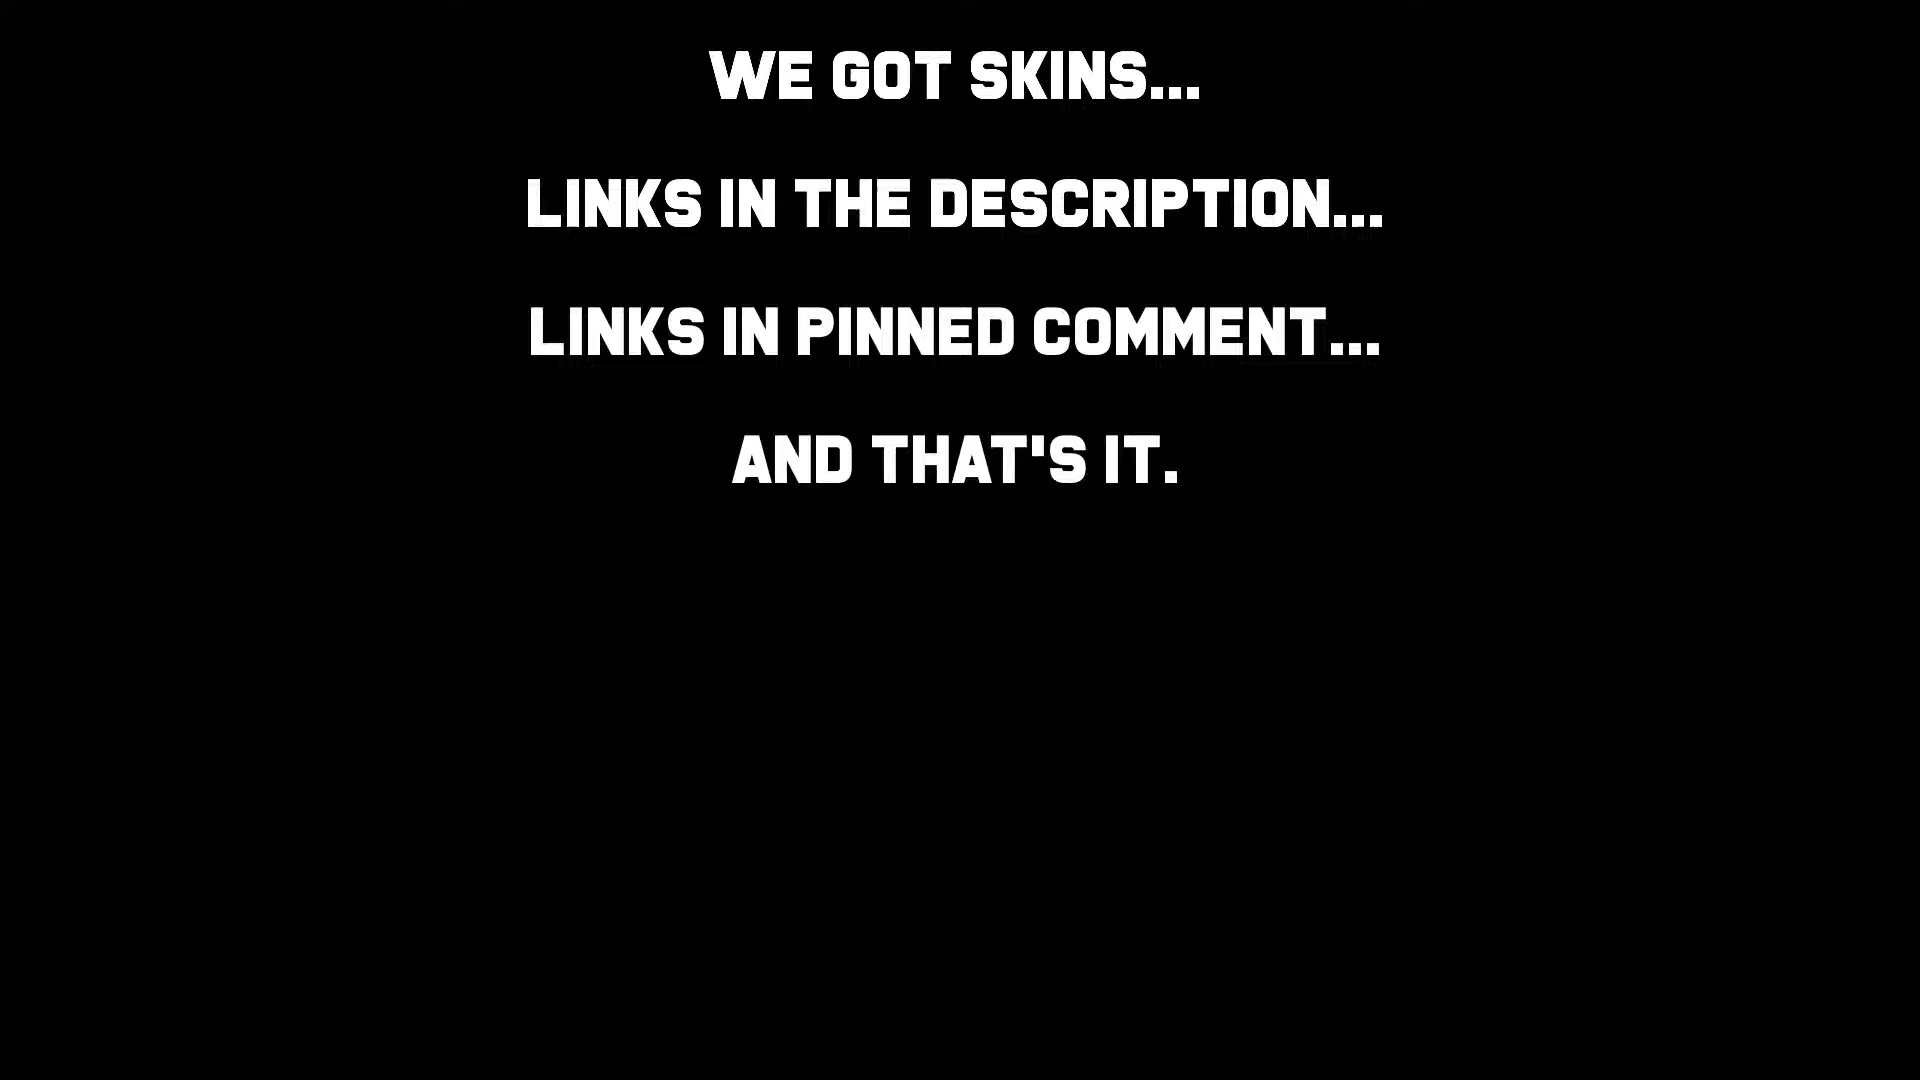 WE GOT SKINS...
LINKS IN THE DESCRIPTION...
LINKS IN PINNED COMMENT...
AND THAT'S IT.